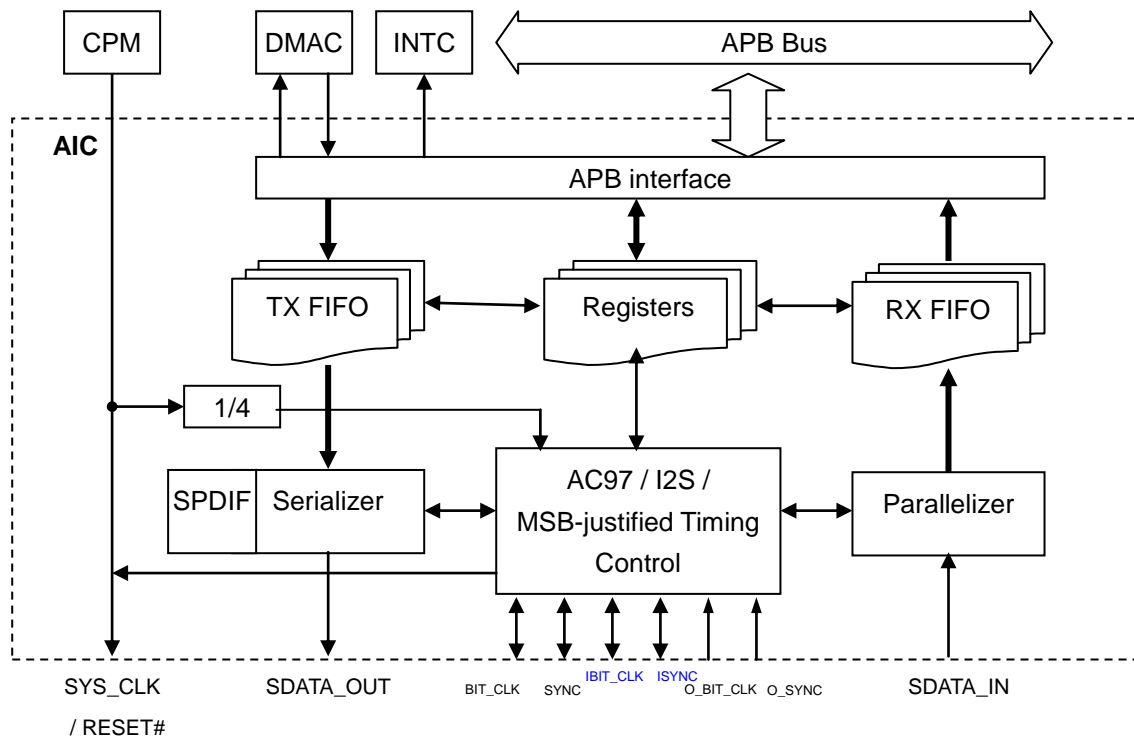 CPM
DMAC
INTC
APB Bus
AIC
APB interface
TX FIFO
Registers
RX FIFO
1/4
SPDIF
Serializer
AC97 / I2S /
MSB-justified Timing
Control
Parallelizer
SYS_CLK
/ RESET#
SDATA_OUT
BIT_CLK
SYNC
IBIT_CLK
ISYNC
O_BIT_CLK
O_SYNC
SDATA_IN